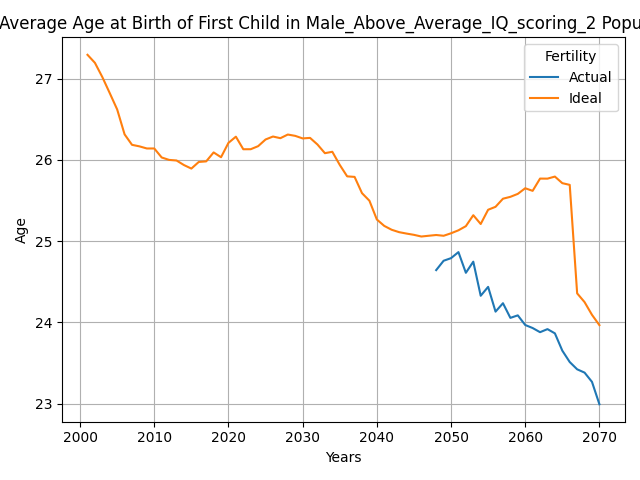 Average Age at Birth of First Child in Male_Above_Average_IQ_scoring_2 Popu
Fertility
Actual
Ideal
27
26
25
24
23
Age
2000 2010 2020 2030 2040 2050 2060 2070
Years